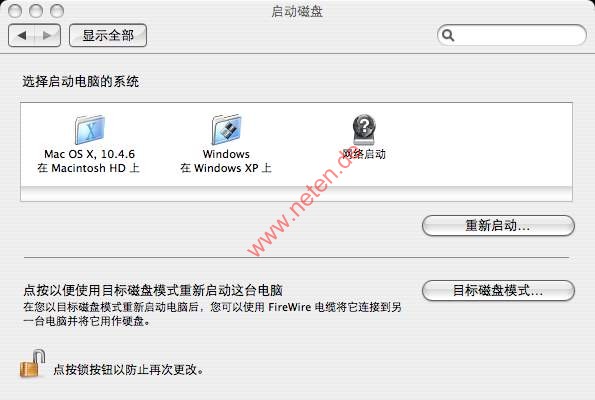 启动磁盘
显示全部
选择启动电脑的系统
Mac OS X, 10.4.6
在 Macintosh HD 上
Windows
在 Windows XP 上
网络启动
www.neten.de
重新启动...
点按以便使用目标磁盘模式重新启动这台电脑
目标磁盘模式...
在您以目标磁盘模式重新启动电脑后，您可以使用 FireWire 电缆将它连接到另
一台电脑并将它用作硬盘。
点按锁按钮以防止再次更改。